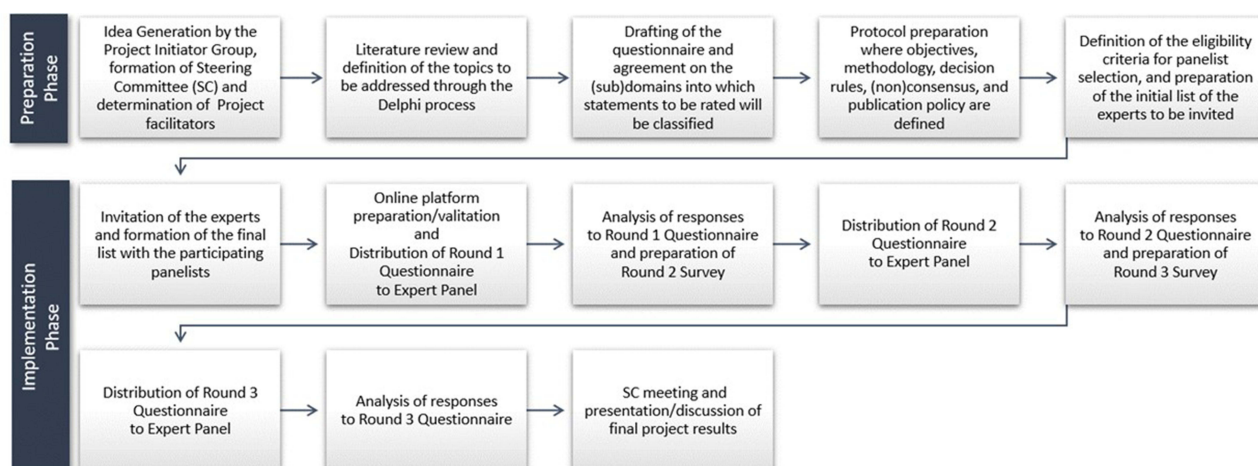 Preparation
Phase
Idea Generation by the
Project Initiator Group,
formation of Steering
Committee (SC) and
determination of Project
facilitators
Literature review and
definition of the topics to
be addressed through the
Delphi process
Drafting of the
questionnaire and
agreement on the
(sub)domains into which
statements to be rated will
be classified
Protocol preparation
where objectives,
methodology, decision
rules, (non)consensus, and
publication policy are
defined
Definition of the eligibility
criteria for panelist
selection, and preparation
of the initial list of the
experts to be invited
Implementation
Phase
Invitation of the experts
and formation of the final
list with the participating
panelists
Online platform
preparation/valitation
and
Distribution of Round 1
Questionnaire
to Expert Panel
Analysis of responses
to Round 1 Questionnaire
and preparation of
Round 2 Survey
Distribution of Round 2
Questionnaire
to Expert Panel
Analysis of responses
to Round 2 Questionnaire
and preparation of
Round 3 Survey
Distribution of Round 3
Questionnaire
to Expert Panel
Analysis of responses
to Round 3 Questionnaire
SC meeting and
presentation/discussion of
final project results